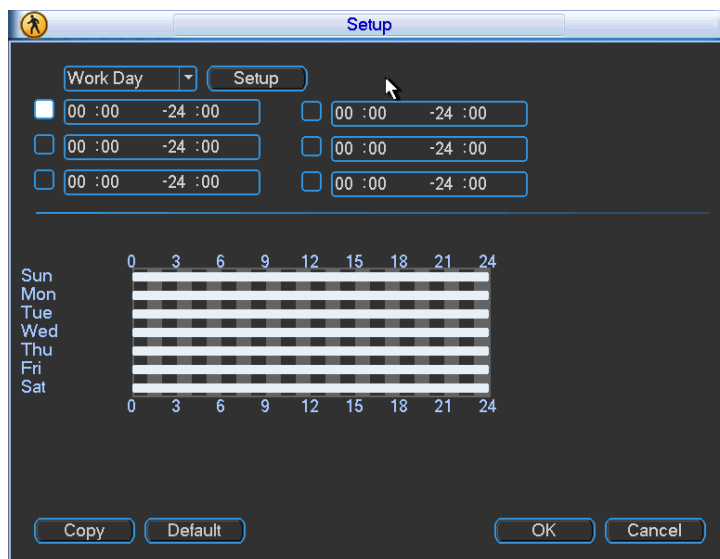 Setup
Work Day Setup
00 :00 -24 :00 00 :00 -24 :00
00 :00 -24 :00 00 :00 -24 :00
00 :00 -24 :00 00 :00 -24 :00
0 3 6 9 12 15 18 21 24
Sun
Mon
Tue
Wed
Thu
Fri
Sat
0 3 6 9 12 15 18 21 24
Copy Default OK Cancel